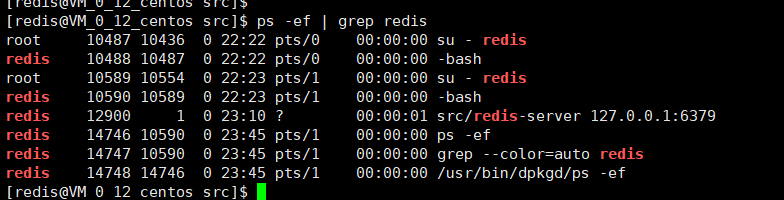 [redis@VM_0_12_centos src]$
[redis@VM_0_12_centos src]$ ps -ef | grep redis
root     10487 10436  0 22:22 pts/0    00:00:00 su - redis
redis    10488 10487  0 22:22 pts/0    00:00:00 -bash
root     10589 10554  0 22:23 pts/1    00:00:00 su - redis
redis    10590 10589  0 22:23 pts/1    00:00:00 -bash
redis    12900     1  0 23:10 ?        00:00:01 src/redis-server 127.0.0.1:6379
redis    14746 10590  0 23:45 pts/1    00:00:00 ps -ef
redis    14747 10590  0 23:45 pts/1    00:00:00 grep --color=auto redis
redis    14748 14746  0 23:45 pts/1    00:00:00 /usr/bin/dpkgd/ps -ef
[redis@VM_0_12_centos src]$